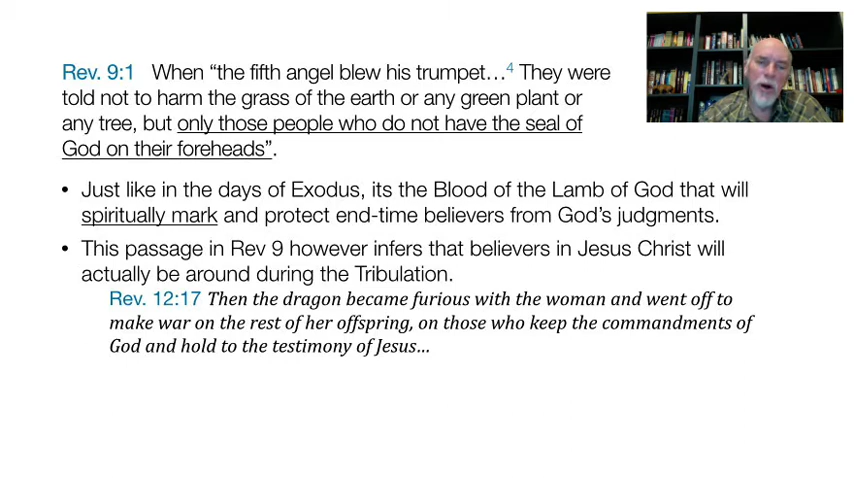 Rev. 9:1 When “the fifth angel blew his trumpet…4 They were
told not to harm the grass of the earth or any green plant or
any tree, but only those people who do not have the seal of
God on their foreheads”.
• Just like in the days of Exodus, its the Blood of the Lamb of God that will
spiritually mark and protect end-time believers from God’s judgments.
• This passage in Rev 9 however infers that believers in Jesus Christ will
actually be around during the Tribulation.
Rev. 12:17 Then the dragon became furious with the woman and went off to
make war on the rest of her offspring, on those who keep the commandments of
God and hold to the testimony of Jesus…